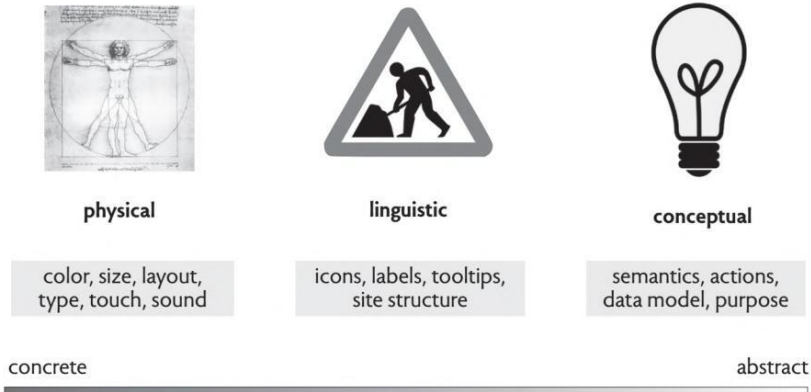 physical
linguistic
conceptual
color, size, layout,
type, touch, sound
icons, labels, tooltips,
site structure
semantics, actions,
data model, purpose
concrete
abstract